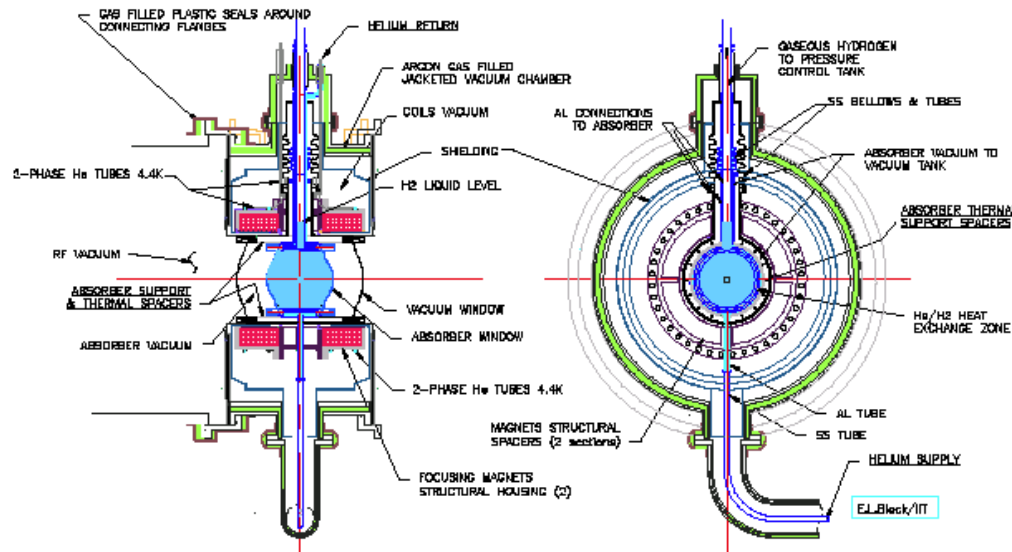 GAS FILLED PLASTIC SEALS AROUND
CONNECTING FLANGES
HELIUM RETURN
ARGON GAS FILLED
JACKETED VACUUM CHAMBER
COILS VACUUM
SHIELDING
2-PHASE He TUBES 4.4K
H2 LIQUID LEVEL
RF VACUUM
ABSORBER SUPPORT
& THERMAL SPACERS
VACUUM WINDOW
ABSORBER VACUUM
ABSORBER WINDOW
2-PHASE He TUBES 4.4K
FOCUSING MAGNETS
STRUCTURAL HOUSING (2)
GASEOUS HYDROGEN
TO PRESSURE
CONTROL TANK
AL CONNECTIONS
TO ABSORBER
SS BELLOWS & TUBES
ABSORBER VACUUM TO
VACUUM TANK
ABSORBER THERMAL
SUPPORT SPACERS
He/H2 HEAT
EXCHANGE ZONE
MAGNETS STRUCTURAL
SPACERS (2 sections)
AL TUBE
SS TUBE
HELIUM SUPPLY
E.L.Black/IIT